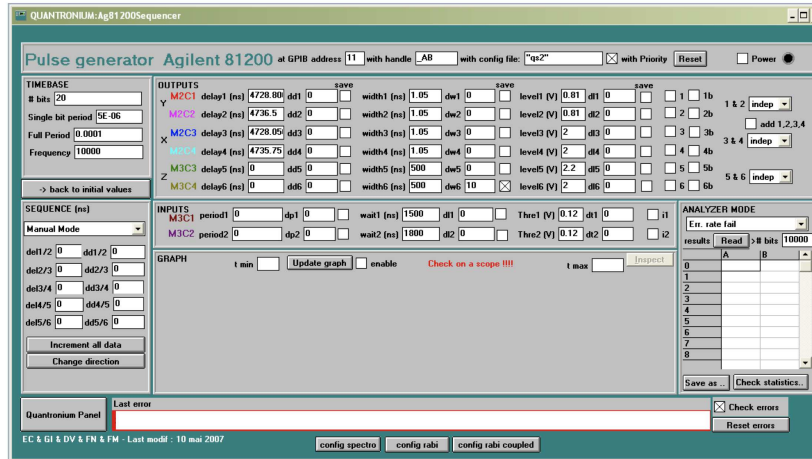 QUANTRONIUM:Ag81200Sequencer
Pulse generator Agilent 81200 at GPIB address 11 with handle _AB with config file: "qs2" with Priority Reset Power
TIMEBASE
# bits 20
Single bit period 5E-06
Full Period 0.0001
Frequency 10000
-> back to initial values
OUTPUTS save save save
Y M2C1 delay1 (ns) 4728.80 dd1 0 width1 (ns) 1.05 dw1 0 level1 (V) 0.81 dl1 0 1 1b
M2C2 delay2 (ns) 4736.5 dd2 0 width2 (ns) 1.05 dw2 0 level2 (V) 0.81 dl2 0 2 2b
X M2C3 delay3 (ns) 4728.05 dd3 0 width3 (ns) 1.05 dw3 0 level3 (V) 2 dl3 0 3 3b
M2C4 delay4 (ns) 4735.75 dd4 0 width4 (ns) 1.05 dw4 0 level4 (V) 2 dl4 0 4 4b
Z M3C3 delay5 (ns) 0 dd5 0 width5 (ns) 500 dw5 0 level5 (V) 2.2 dl5 0 5 5b
M3C4 delay6 (ns) 0 dd6 0 width6 (ns) 500 dw6 10 level6 (V) 2 dl6 0 6 6b
1 & 2 indep
add 1,2,3,4
3 & 4 indep
5 & 6 indep
SEQUENCE (ns)
Manual Mode
del1/2 0 dd1/2 0
del2/3 0 dd2/3 0
del3/4 0 dd3/4 0
del4/5 0 dd4/5 0
del5/6 0 dd5/6 0
Increment all data
Change direction
INPUTS
M3C1 period1 0 dp1 0 wait1 (ns) 1500 dl1 0 Thre1 (V) 0.12 dt1 0 i1
M3C2 period2 0 dp2 0 wait2 (ns) 1800 dl2 0 Thre2 (V) 0.12 dt2 0 i2
GRAPH t min Update graph enable Check on a scope !!!! t max Inspect
ANALYZER MODE
Err. rate fail
results Read ># bits 10000
A B
0
1
2
3
4
5
6
7
8
Save as .. Check statistics..
Quantronium Panel
Last error
Check errors
Reset errors
EC & GI & DV & FN & FM - Last modif : 10 mai 2007
config spectro config rabi config rabi coupled